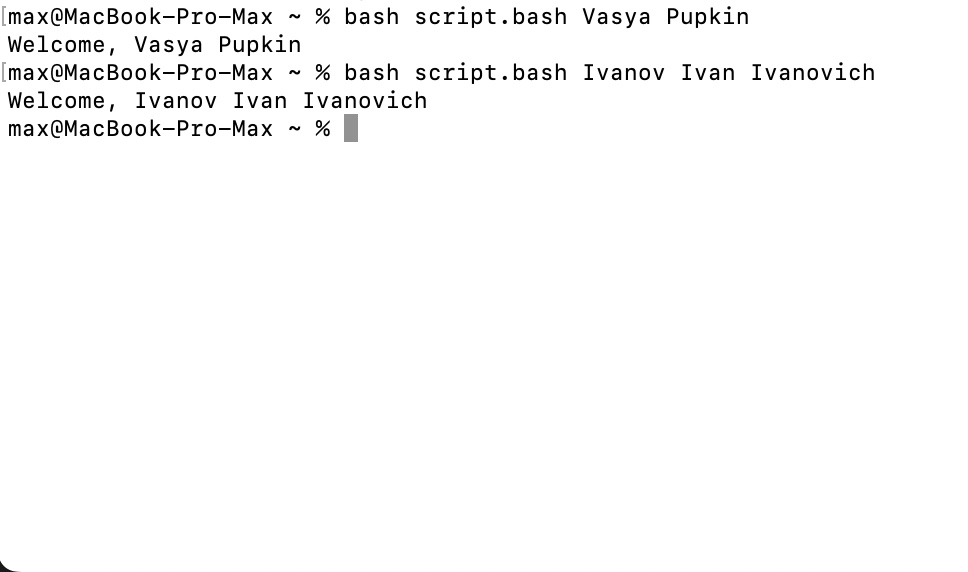 [max@MacBook-Pro-Max ~ % bash script.bash Vasya Pupkin
Welcome, Vasya Pupkin
[max@MacBook-Pro-Max ~ % bash script.bash Ivanov Ivan Ivanovich
Welcome, Ivanov Ivan Ivanovich
max@MacBook-Pro-Max ~ %